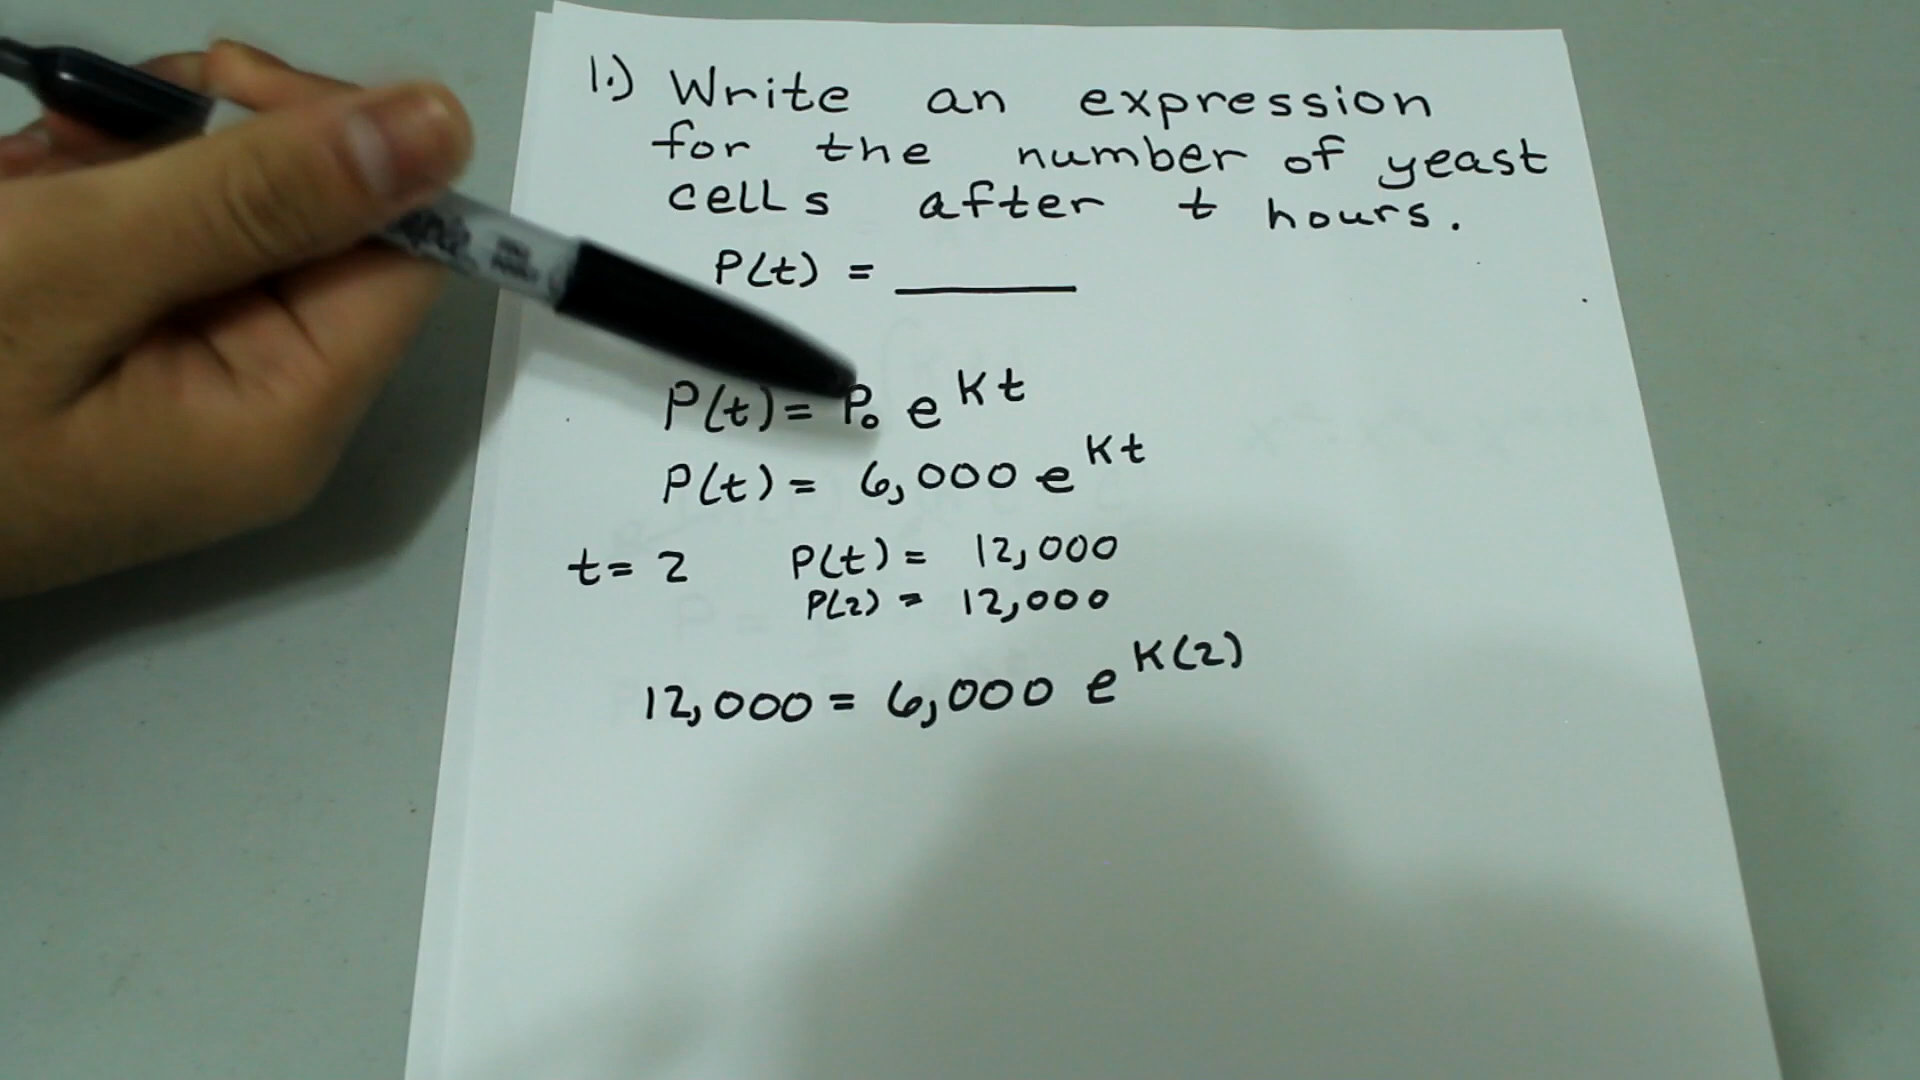 1.) Write an expression
for the number of yeast
cells after t hours.
P(t) = ______
P(t) = P₀ e^Kt
P(t) = 6,000 e^Kt
t = 2 P(t) = 12,000
P(2) = 12,000
12,000 = 6,000 e^K(2)